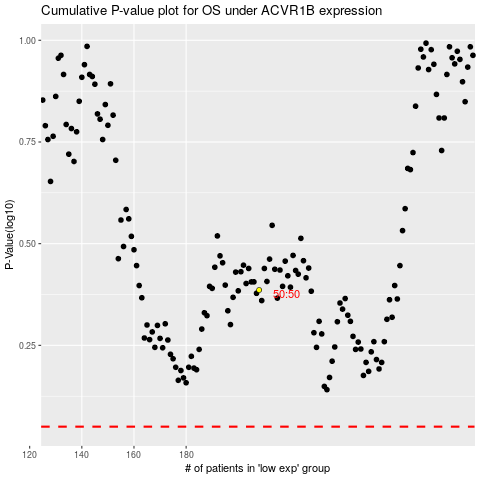 Cumulative P-value plot for OS under ACVR1B expression
P-Value(log10)
1.00
0.75
0.50
0.25
50:50
120 140 160 180
# of patients in 'low exp' group